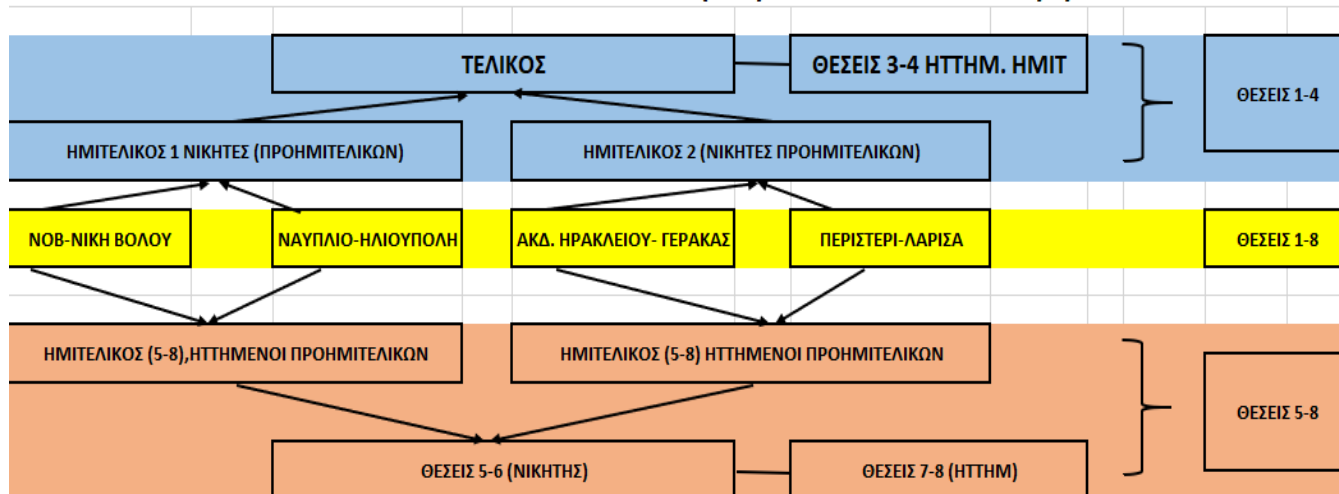 ΤΕΛΙΚΟΣ
ΘΕΣΕΙΣ 3-4 ΗΤΤΗΜ. ΗΜΙΤ
ΘΕΣΕΙΣ 1-4
ΗΜΙΤΕΛΙΚΟΣ 1 ΝΙΚΗΤΕΣ (ΠΡΟΗΜΙΤΕΛΙΚΩΝ)
ΗΜΙΤΕΛΙΚΟΣ 2 (ΝΙΚΗΤΕΣ ΠΡΟΗΜΙΤΕΛΙΚΩΝ)
ΝΟΒ-ΝΙΚΗ ΒΟΛΟΥ
ΝΑΥΠΛΙΟ-ΗΛΙΟΥΠΟΛΗ
ΑΚΔ. ΗΡΑΚΛΕΙΟΥ- ΓΕΡΑΚΑΣ
ΠΕΡΙΣΤΕΡΙ-ΛΑΡΙΣΑ
ΘΕΣΕΙΣ 1-8
ΗΜΙΤΕΛΙΚΟΣ (5-8),ΗΤΤΗΜΕΝΟΙ ΠΡΟΗΜΙΤΕΛΙΚΩΝ
ΗΜΙΤΕΛΙΚΟΣ (5-8) ΗΤΤΗΜΕΝΟΙ ΠΡΟΗΜΙΤΕΛΙΚΩΝ
ΘΕΣΕΙΣ 5-8
ΘΕΣΕΙΣ 5-6 (ΝΙΚΗΤΗΣ)
ΘΕΣΕΙΣ 7-8 (ΗΤΤΗΜ)